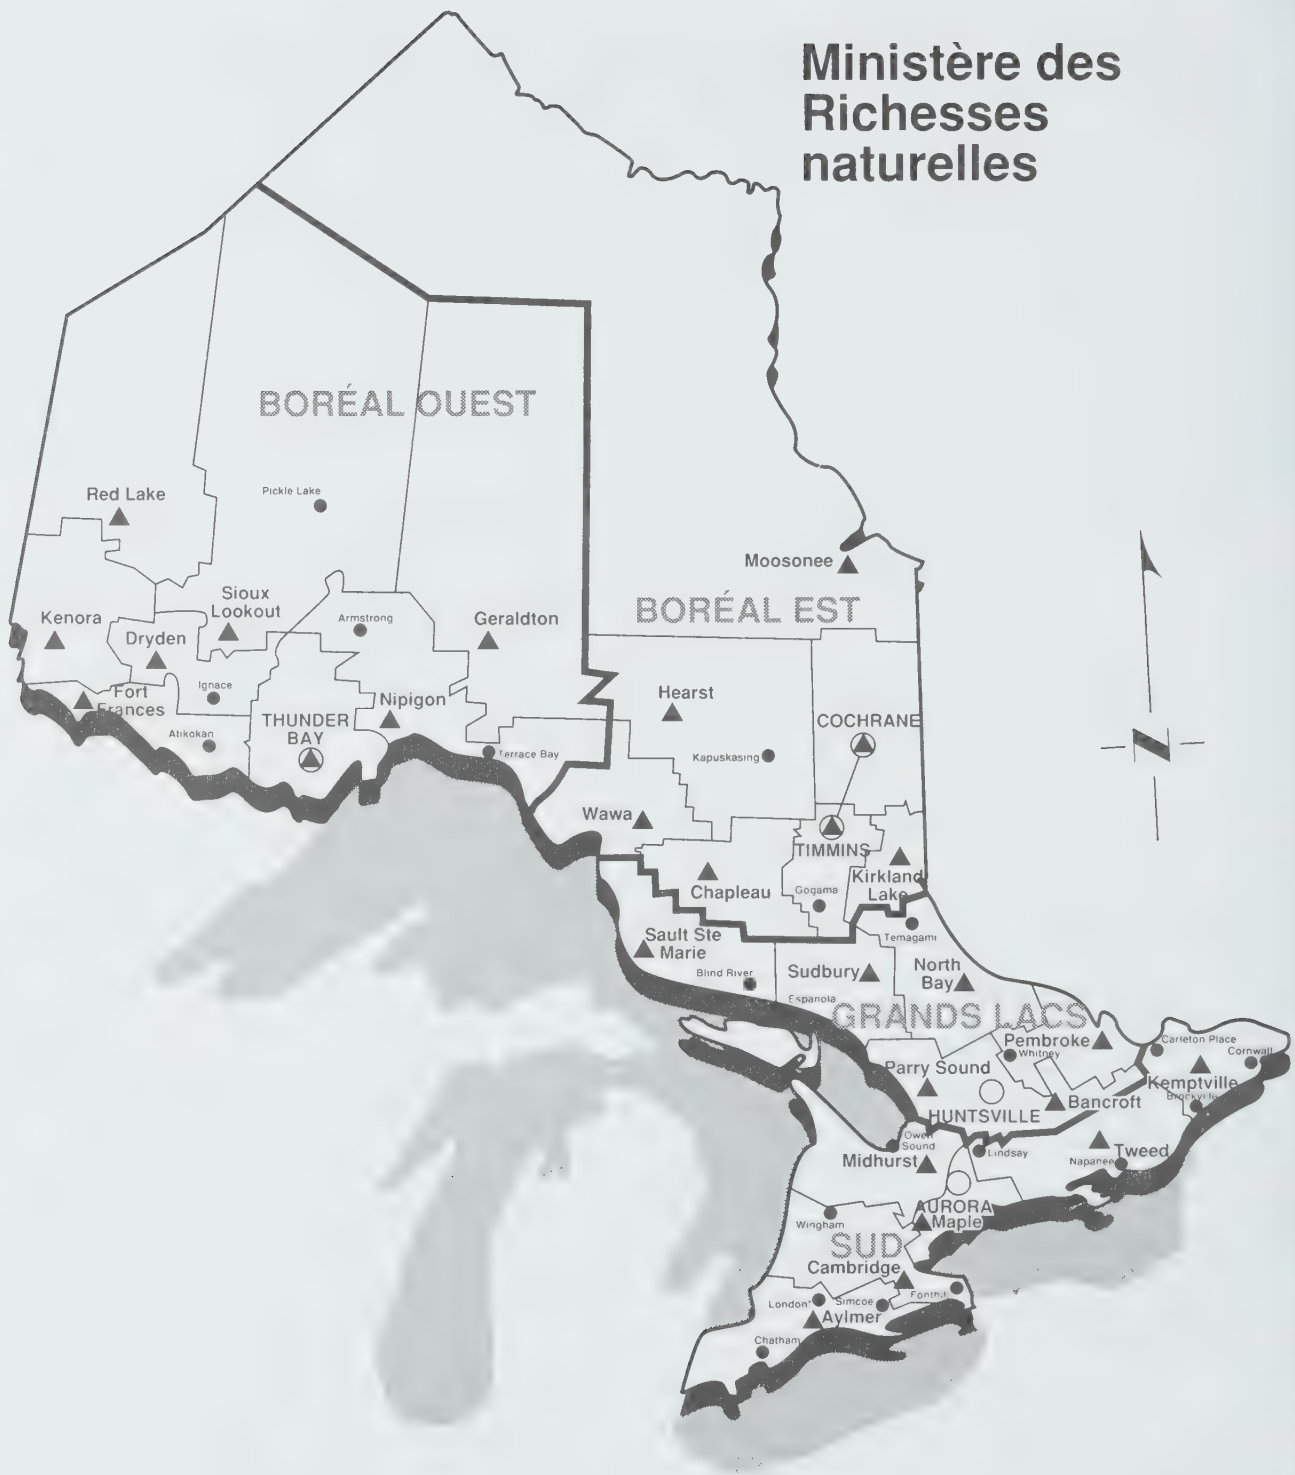 Ministère des
Richesses
naturelles
BORÉAL OUEST
Red Lake
Pickle Lake
Moosonee
BORÉAL EST
Sioux
Lookout
Kenora
Armstrong
Geraldton
Dryden
Ignace
Fort
Frances
Nipigon
Hearst
THUNDER
BAY
COCHRANE
Atikokan
Terrace Bay
Kapuskasing
Wawa
TIMMINS
Kirkland
Lake
Chapleau
Gogama
Temagami
Sault Ste
Marie
Blind River
Sudbury
North
Bay
Espanola
GRANDS LACS
Pembroke
Whitney
Carleton Place
Cornwall
Parry Sound
Kemptville
Brockville
HUNTSVILLE
Bancroft
Owen
Sound
Lindsay
Midhurst
Napanee
Tweed
AURORA
Maple
Wingham
SUD
Cambridge
Fonthill
London
Simcoe
Aylmer
Chatham
N